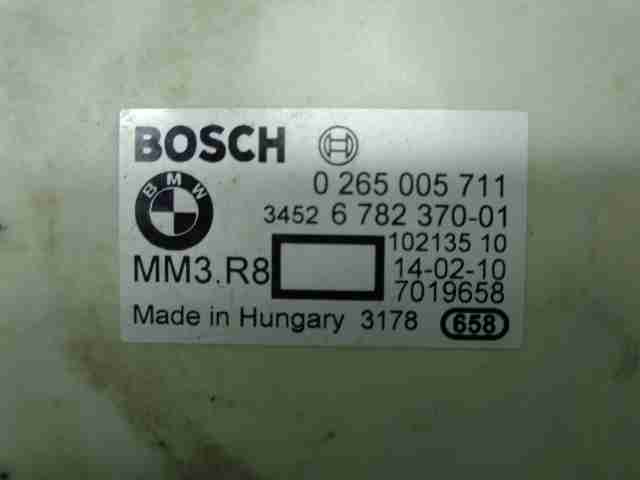 BOSCH
BMW
0 265 005 711
3452 6 782 370-01
102135 10
MM3.R8 14-02-10
7019658
Made in Hungary 3178 658